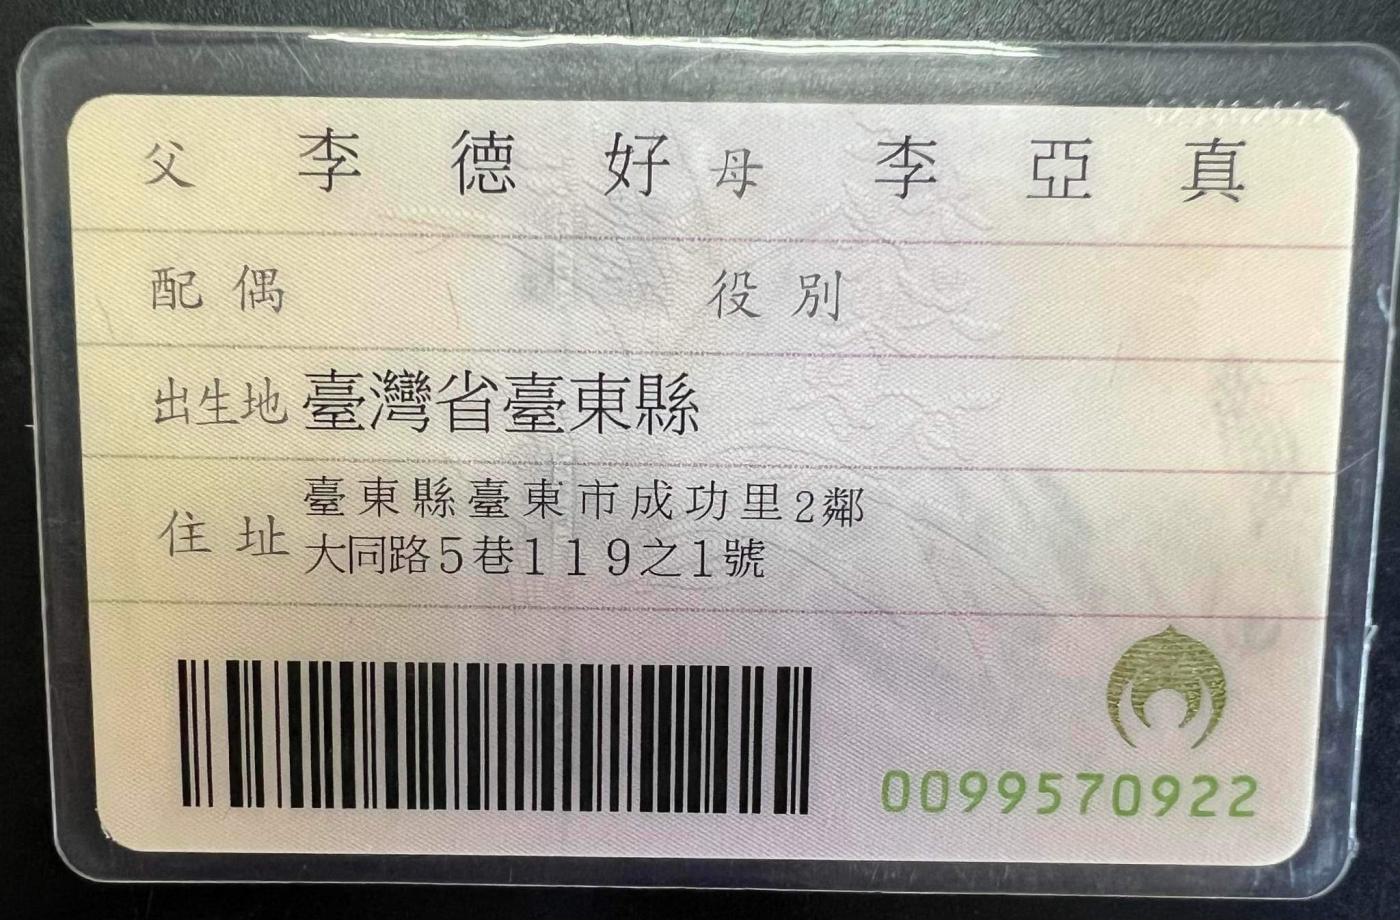 父 李德好 母 李亞真
配偶 役別
出生地 臺灣省臺東縣
住址 臺東縣臺東市成功里2鄰
大同路5巷119之1號
0099570922